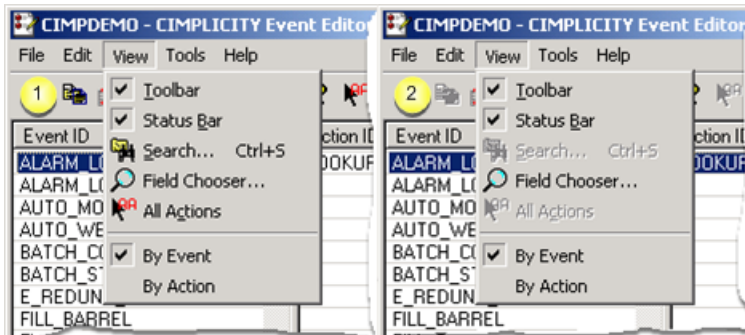 CIMPDEMO - CIMPLICITY Event Editor
File Edit View Tools Help
1
Toolbar
Status Bar
Search... Ctrl+S
Field Chooser...
All Actions
By Event
By Action
Event ID
ALARM_LO
ALARM_LO
AUTO_MO
AUTO_WE
BATCH_CO
BATCH_ST
E_REDUN_
FILL_BARREL
ction ID
OOKUP
CIMPDEMO - CIMPLICITY Event Editor
File Edit View Tools Help
2
Toolbar
Status Bar
Search... Ctrl+S
Field Chooser...
All Actions
By Event
By Action
Event ID
ALARM_LO
ALARM_LO
AUTO_MO
AUTO_WE
BATCH_CO
BATCH_ST
E_REDUN_
FILL_BARREL
ction ID
OOKUP